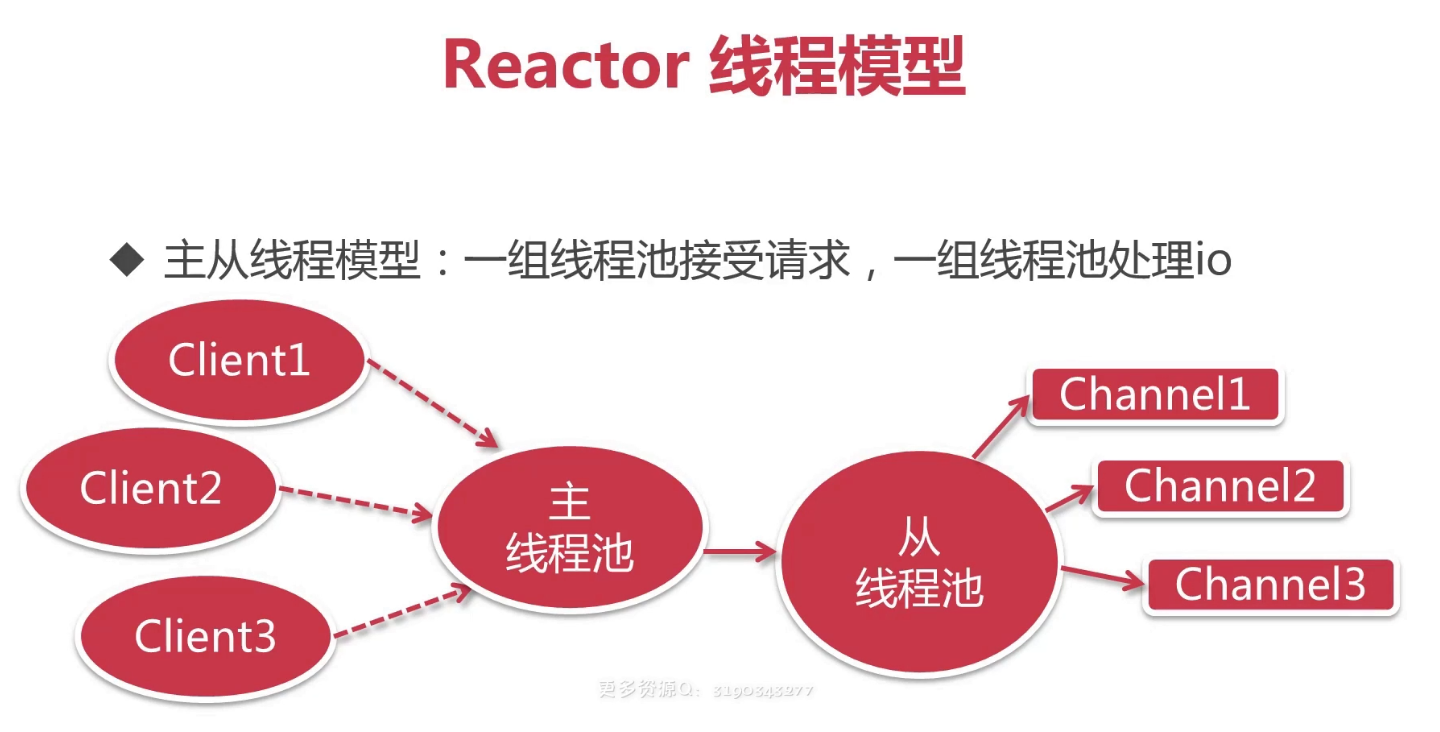 Reactor 线程模型
◆ 主从线程模型：一组线程池接受请求，一组线程池处理io
Client1
Client2
Client3
主
线程池
从
线程池
Channel1
Channel2
Channel3
更多资源Q：3190343277